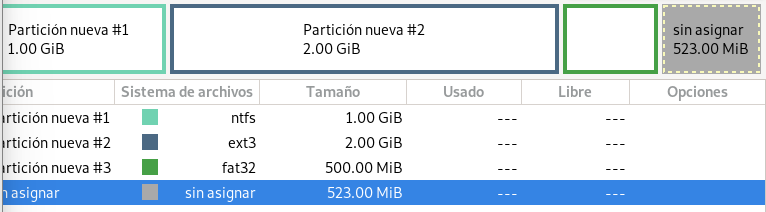 Partición nueva #1
1.00 GiB
Partición nueva #2
2.00 GiB
sin asignar
523.00 MiB
ición Sistema de archivos Tamaño Usado Libre Opciones
artición nueva #1 ntfs 1.00 GiB --- ---
artición nueva #2 ext3 2.00 GiB --- ---
artición nueva #3 fat32 500.00 MiB --- ---
n asignar sin asignar 523.00 MiB --- ---